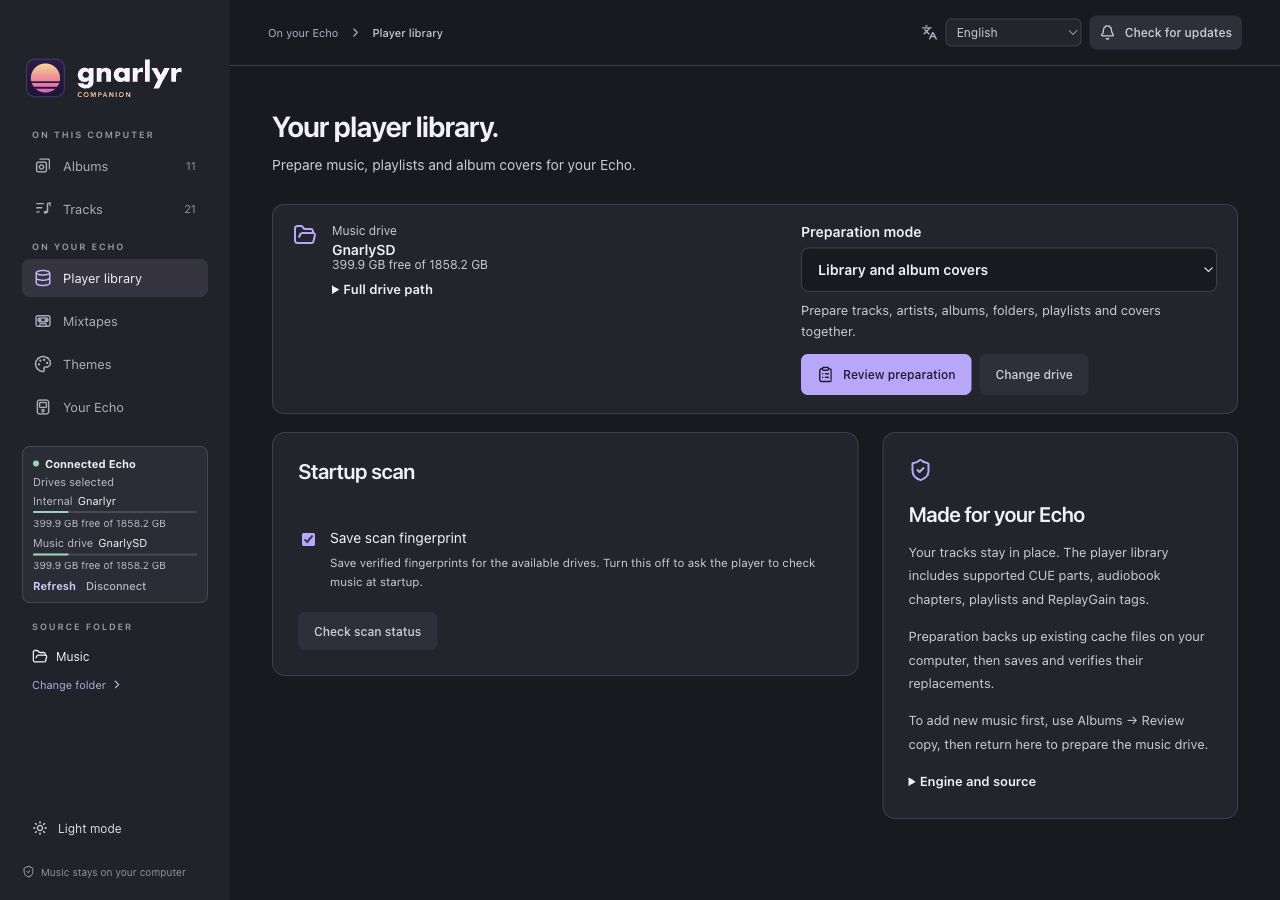 gnarlyr
COMPANION
ON THIS COMPUTER
Albums 11
Tracks 21
ON YOUR ECHO
Player library
Mixtapes
Themes
Your Echo
Connected Echo
Drives selected
Internal Gnarlyr
399.9 GB free of 1858.2 GB
Music drive GnarlySD
399.9 GB free of 1858.2 GB
Refresh Disconnect
SOURCE FOLDER
Music
Change folder
Light mode
Music stays on your computer
On your Echo Player library
English
Check for updates
Your player library.
Prepare music, playlists and album covers for your Echo.
Music drive
GnarlySD
399.9 GB free of 1858.2 GB
Full drive path
Preparation mode
Library and album covers
Prepare tracks, artists, albums, folders, playlists and covers
together.
Review preparation
Change drive
Startup scan
Save scan fingerprint
Save verified fingerprints for the available drives. Turn this off to ask the player to check
music at startup.
Check scan status
Made for your Echo
Your tracks stay in place. The player library
includes supported CUE parts, audiobook
chapters, playlists and ReplayGain tags.
Preparation backs up existing cache files on your
computer, then saves and verifies their
replacements.
To add new music first, use Albums → Review
copy, then return here to prepare the music drive.
Engine and source